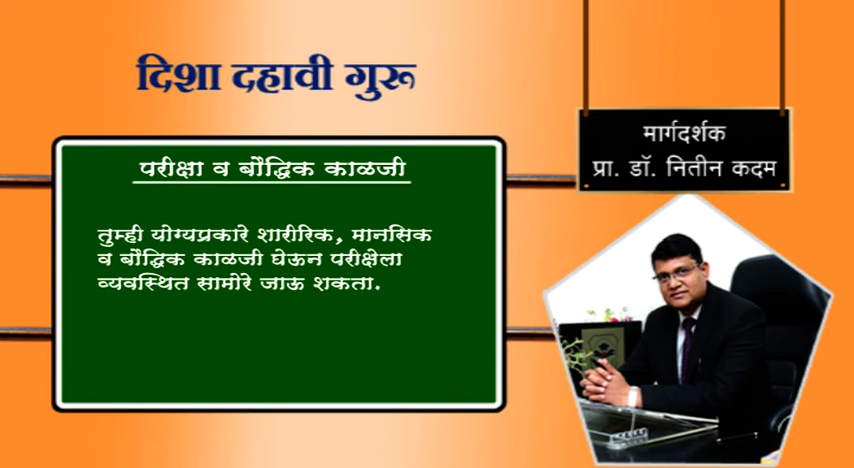 दिशा दहावी गुरू
मार्गदर्शक
प्रा. डॉ. नितीन कदम
परीक्षा व बौद्धिक काळजी
तुम्ही योग्यप्रकारे शारीरिक, मानसिक
व बौद्धिक काळजी घेऊन परीक्षेला
व्यवस्थित सामोरे जाऊ शकता.